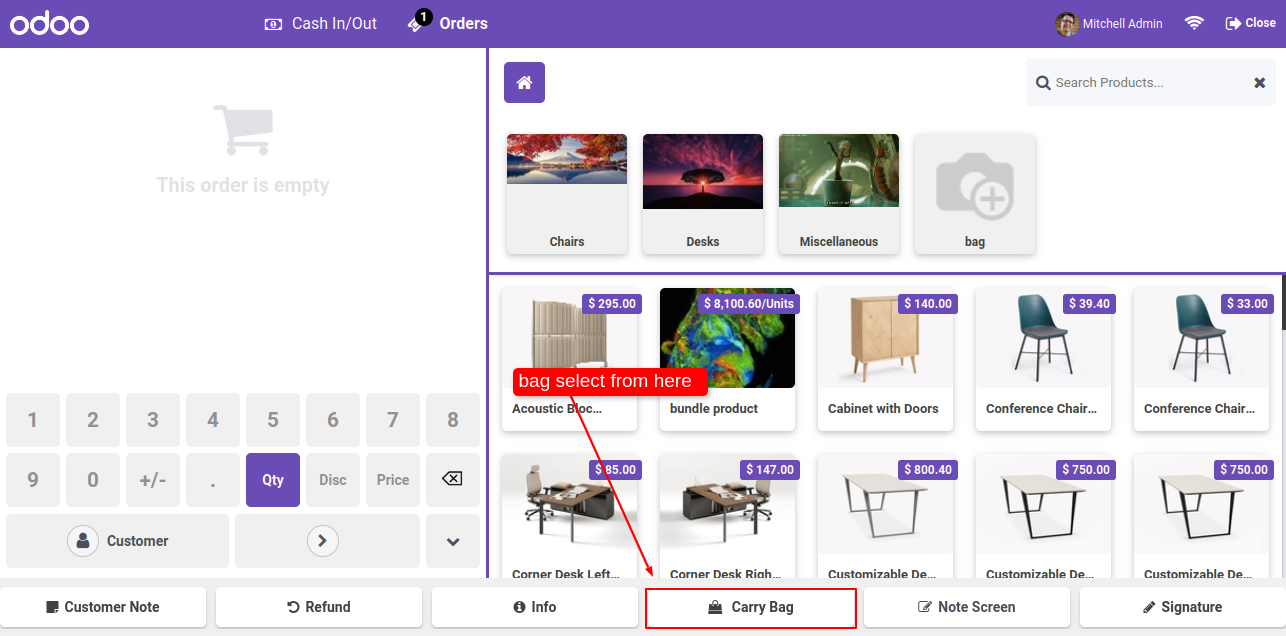 odoo
Cash In/Out
1
Orders
Mitchell Admin
Close
This order is empty
Search Products...
Chairs
Desks
Miscellaneous
bag
$ 295.00
$ 8,100.60/Units
$ 140.00
$ 39.40
$ 33.00
bag select from here
Acoustic Bloc...
bundle product
Cabinet with Doors
Conference Chair...
Conference Chair...
1 2 3 4 5 6 7 8
9 0 +/- . Qty Disc Price
$ 85.00
$ 147.00
$ 800.40
$ 750.00
$ 750.00
Customer
Corner Desk Left...
Corner Desk Righ...
Customizable De...
Customizable De...
Customizable De...
Customer Note
Refund
Info
Carry Bag
Note Screen
Signature